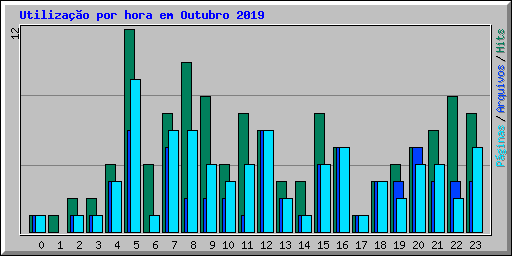 Utilização por hora em Outubro 2019
12
Páginas / Arquivos / Hits
0 1 2 3 4 5 6 7 8 9 10 11 12 13 14 15 16 17 18 19 20 21 22 23